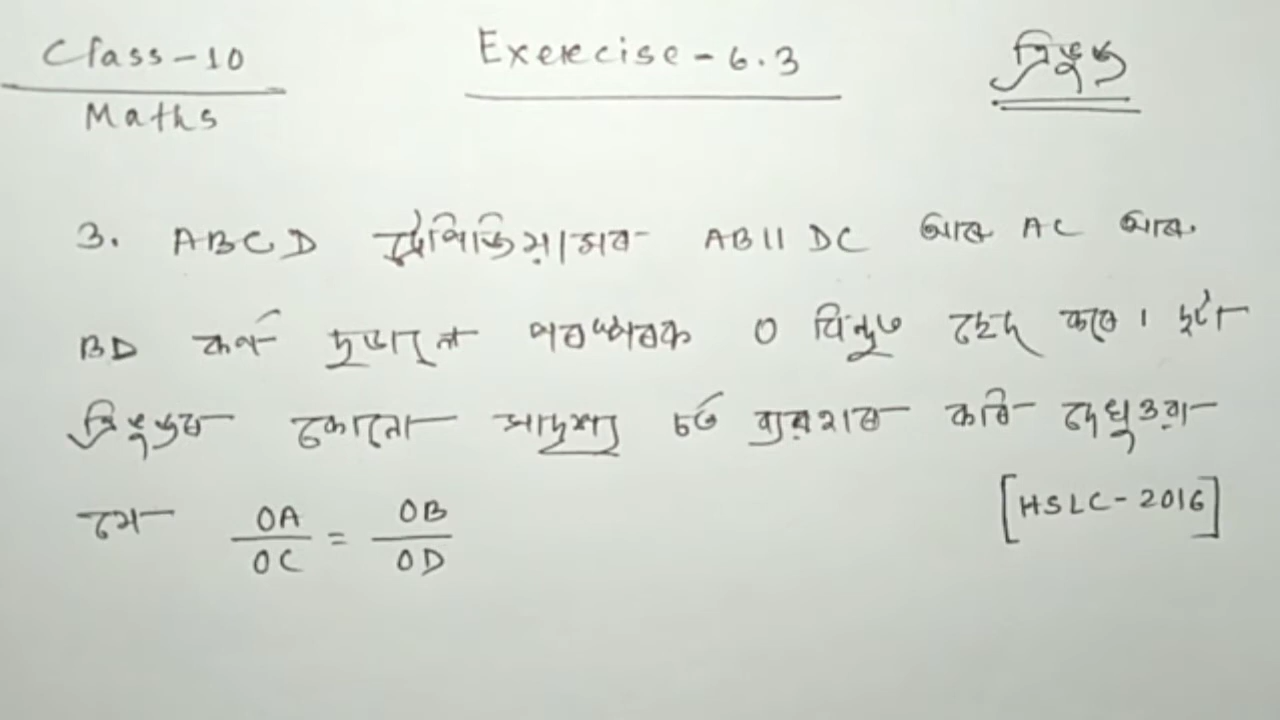 Class-10 Exercise-6.3 ত্ৰিভুজ
Maths
3. ABCD ট্ৰেপিজিয়ামৰ AB || DC আৰু AC আৰু
BD কৰ্ণ দুডালে পৰস্পৰক O বিন্দুত ছেদ কৰে। দুটা
ত্ৰিভুজৰ কোনো সাদৃশ্য চৰ্ত ব্যৱহাৰ কৰি দেখুওৱা
যে OA/OC = OB/OD [HSLC-2016]